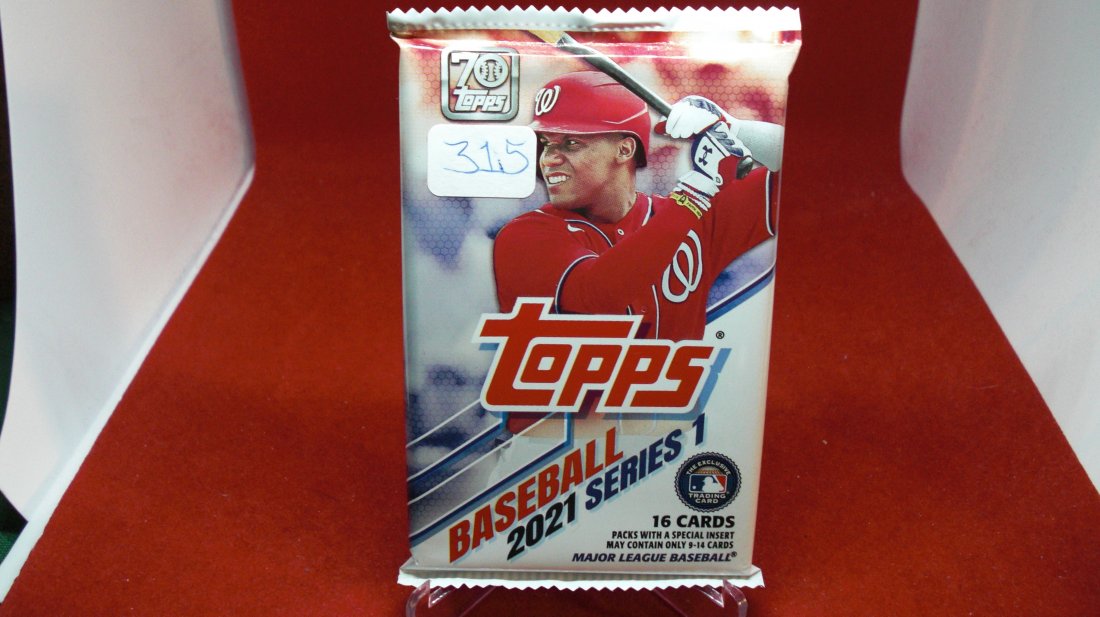 70
TOPPS
31.5
W
W
TOPPS®
BASEBALL
2021 SERIES 1
THE EXCLUSIVE
TRADING
CARD
16 CARDS
PACKS WITH A SPECIAL INSERT
MAY CONTAIN ONLY 9-14 CARDS
MAJOR LEAGUE BASEBALL®